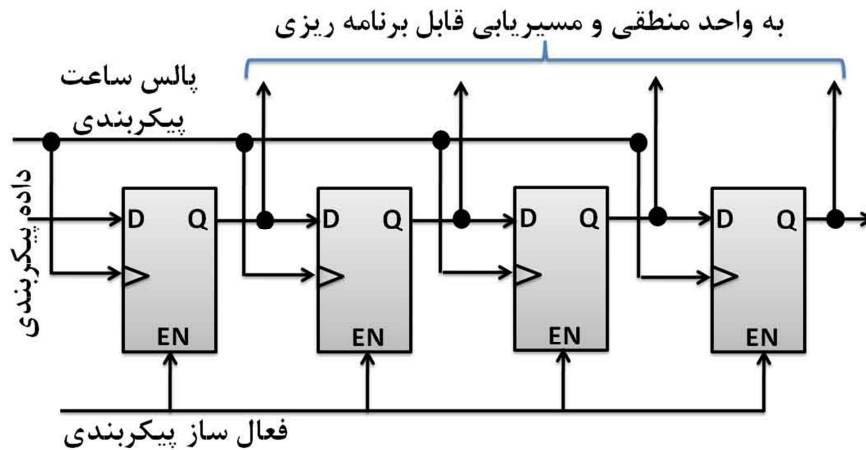 به واحد منطقی و مسیریابی قابل برنامه ریزی
پالس ساعت
پیکربندی
داده پیکربندی
D Q D Q D Q D Q
EN EN EN EN
فعال ساز پیکربندی